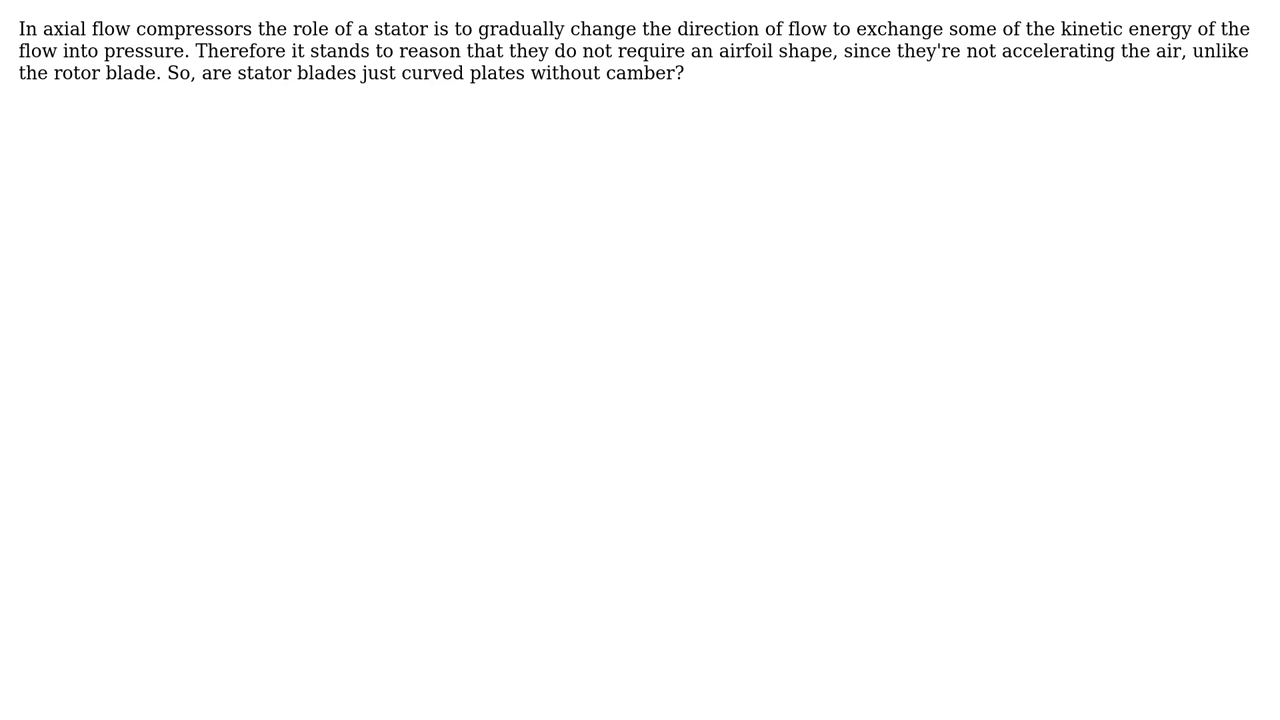 In axial flow compressors the role of a stator is to gradually change the direction of flow to exchange some of the kinetic energy of the
flow into pressure. Therefore it stands to reason that they do not require an airfoil shape, since they're not accelerating the air, unlike
the rotor blade. So, are stator blades just curved plates without camber?